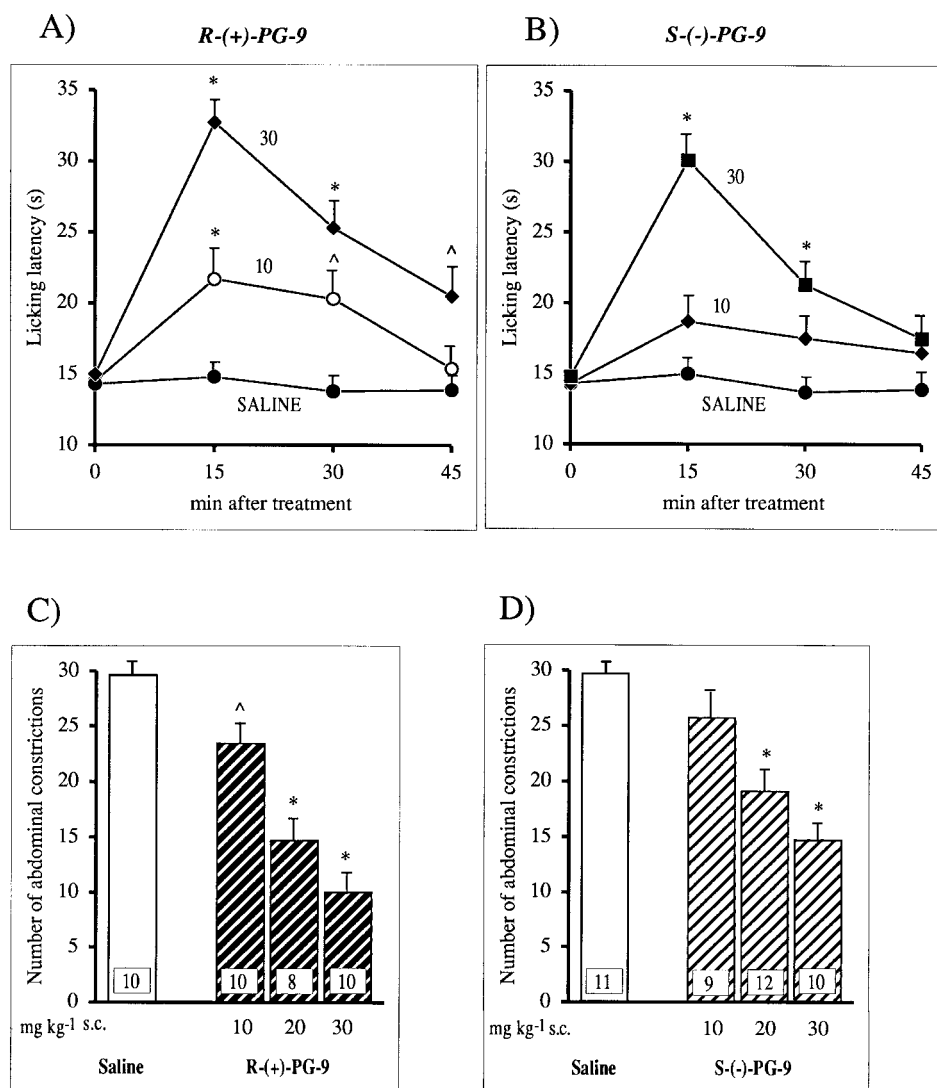 A)
R-(+)-PG-9
Licking latency (s)
35
30
25
20
15
10
*
30
*
*
10
^
^
SALINE
0 15 30 45
min after treatment
B)
S-(-)-PG-9
Licking latency (s)
35
30
25
20
15
10
*
30
*
10
SALINE
0 15 30 45
min after treatment
C)
Number of abdominal constrictions
30
25
20
15
10
5
0
^
*
*
10 10 8 10
mg kg-1 s.c. 10 20 30
Saline R-(+)-PG-9
D)
Number of abdominal constrictions
30
25
20
15
10
5
0
*
*
11 9 12 10
mg kg-1 s.c. 10 20 30
Saline S-(-)-PG-9